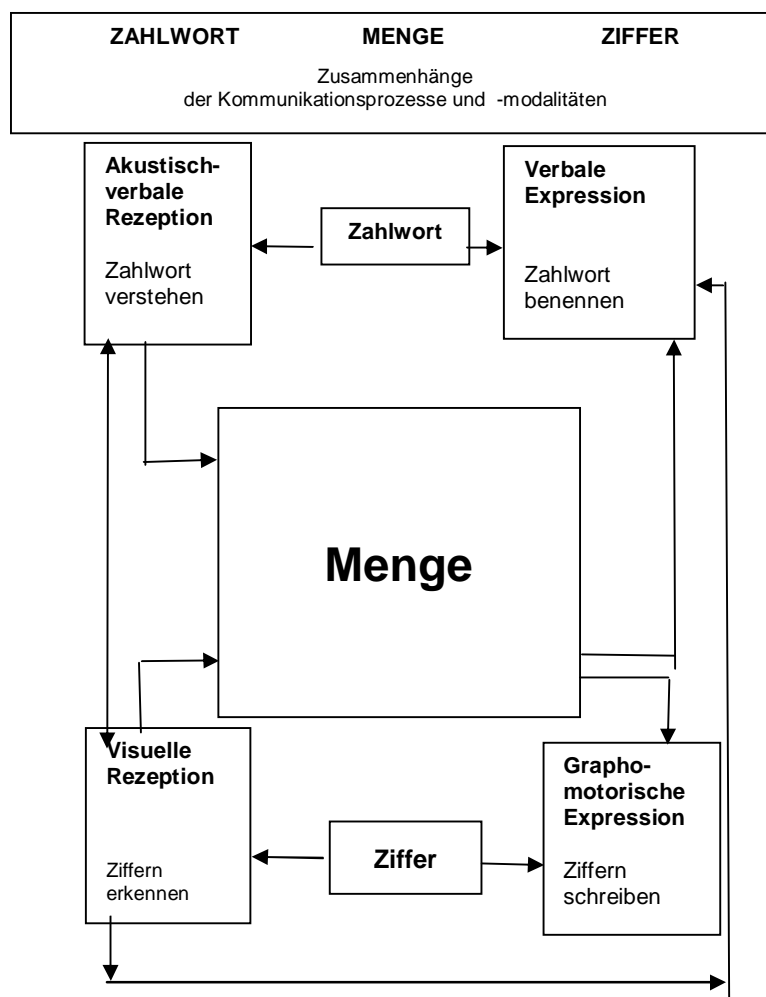 ZAHLWORT MENGE ZIFFER
Zusammenhänge
der Kommunikationsprozesse und -modalitäten
Akustisch-
verbale
Rezeption
Zahlwort
verstehen
Zahlwort
Verbale
Expression
Zahlwort
benennen
Menge
Visuelle
Rezeption
Ziffern
erkennen
Ziffer
Grapho-
motorische
Expression
Ziffern
schreiben